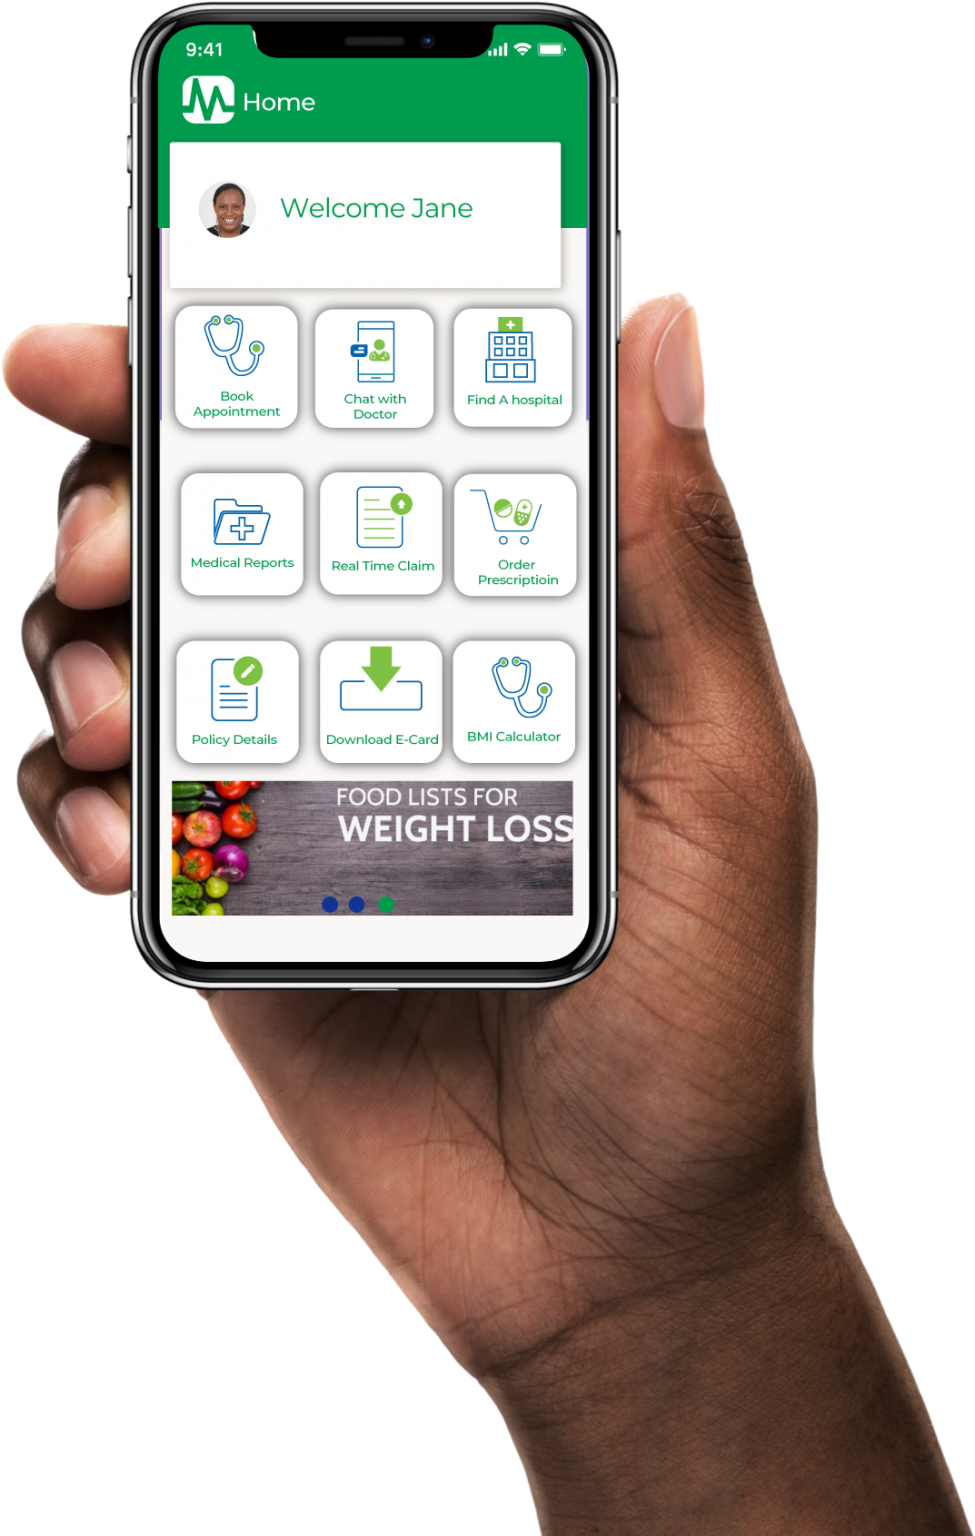 9:41
Home
Welcome Jane
Book
Appointment
Chat with
Doctor
Find A hospital
Medical Reports
Real Time Claim
Order
Prescriptioin
Policy Details
Download E-Card
BMI Calculator
FOOD LISTS FOR
WEIGHT LOSS